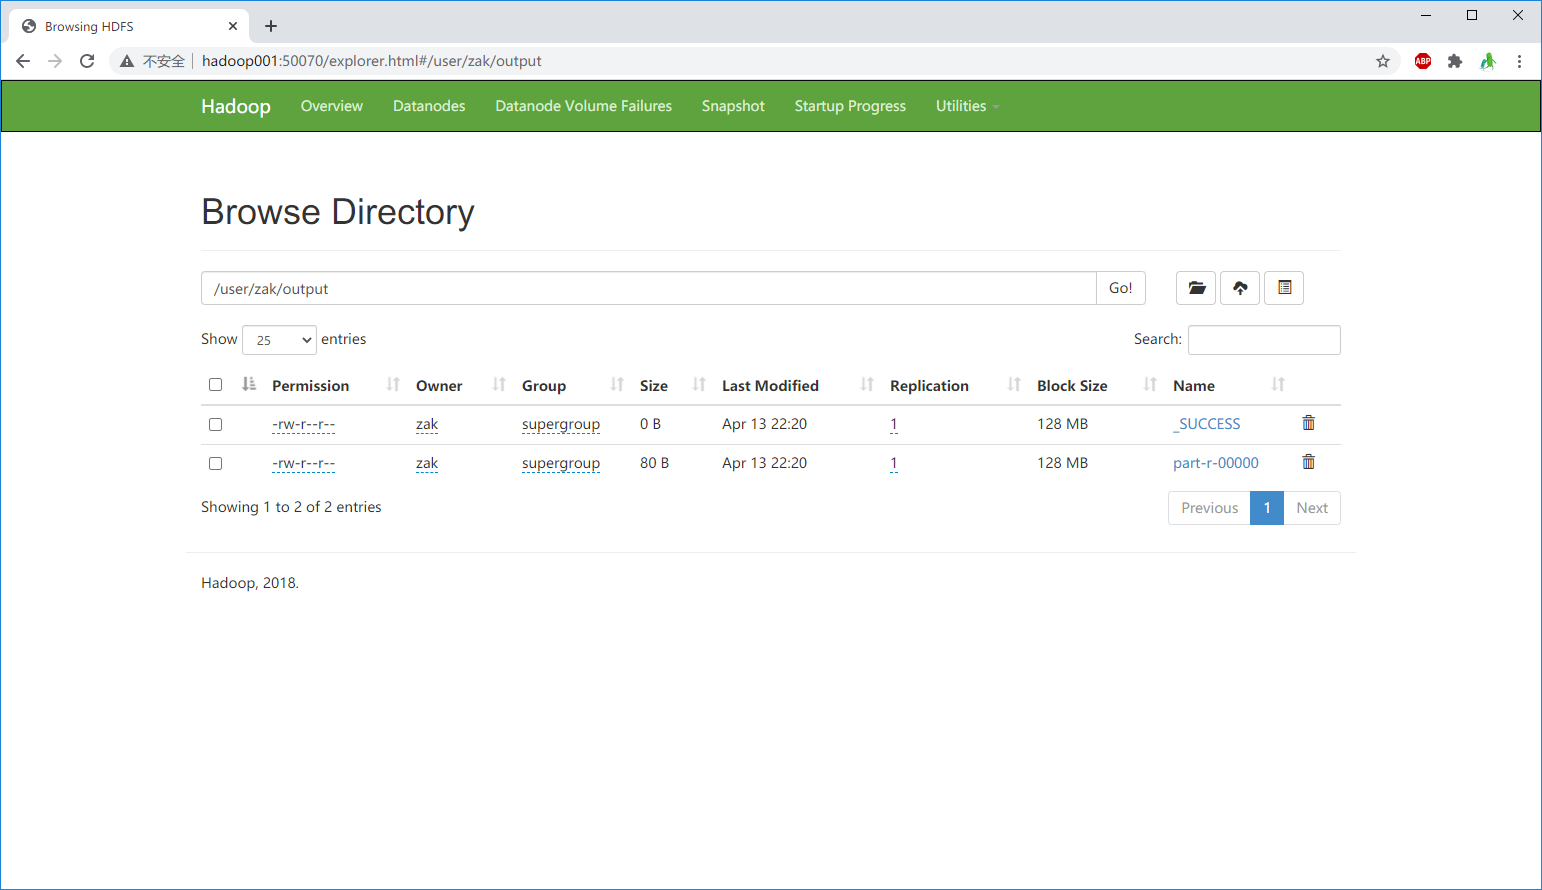 Browsing HDFS
不安全 hadoop001:50070/explorer.html#/user/zak/output ABP
Hadoop Overview Datanodes Datanode Volume Failures Snapshot Startup Progress Utilities
Browse Directory
/user/zak/output Go!
Show 25 entries Search:
Permission Owner Group Size Last Modified Replication Block Size Name
-rw-r--r-- zak supergroup 0 B Apr 13 22:20 1 128 MB _SUCCESS
-rw-r--r-- zak supergroup 80 B Apr 13 22:20 1 128 MB part-r-00000
Showing 1 to 2 of 2 entries Previous 1 Next
Hadoop, 2018.